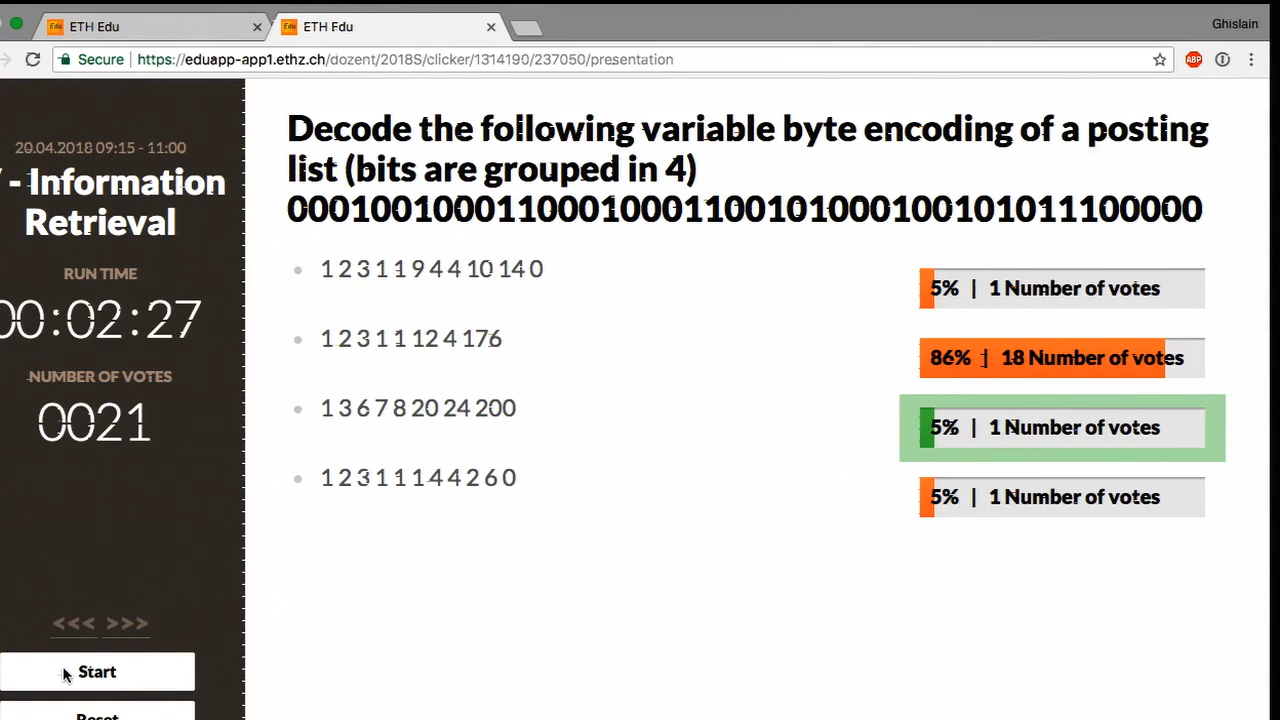 ETH Edu
ETH Edu
Ghislain
Secure https://eduapp-app1.ethz.ch/dozent/2018S/clicker/1314190/237050/presentation
20.04.2018 09:15 - 11:00
- Information
Retrieval
RUN TIME
00:02:27
NUMBER OF VOTES
0021
<<< >>>
Start
Reset
Decode the following variable byte encoding of a posting
list (bits are grouped in 4)
00010010001100010001100101000100101011100000
1 2 3 1 1 9 4 4 10 14 0
5% | 1 Number of votes
1 2 3 1 1 12 4 176
86% | 18 Number of votes
1 3 6 7 8 20 24 200
5% | 1 Number of votes
1 2 3 1 1 1 4 4 2 6 0
5% | 1 Number of votes